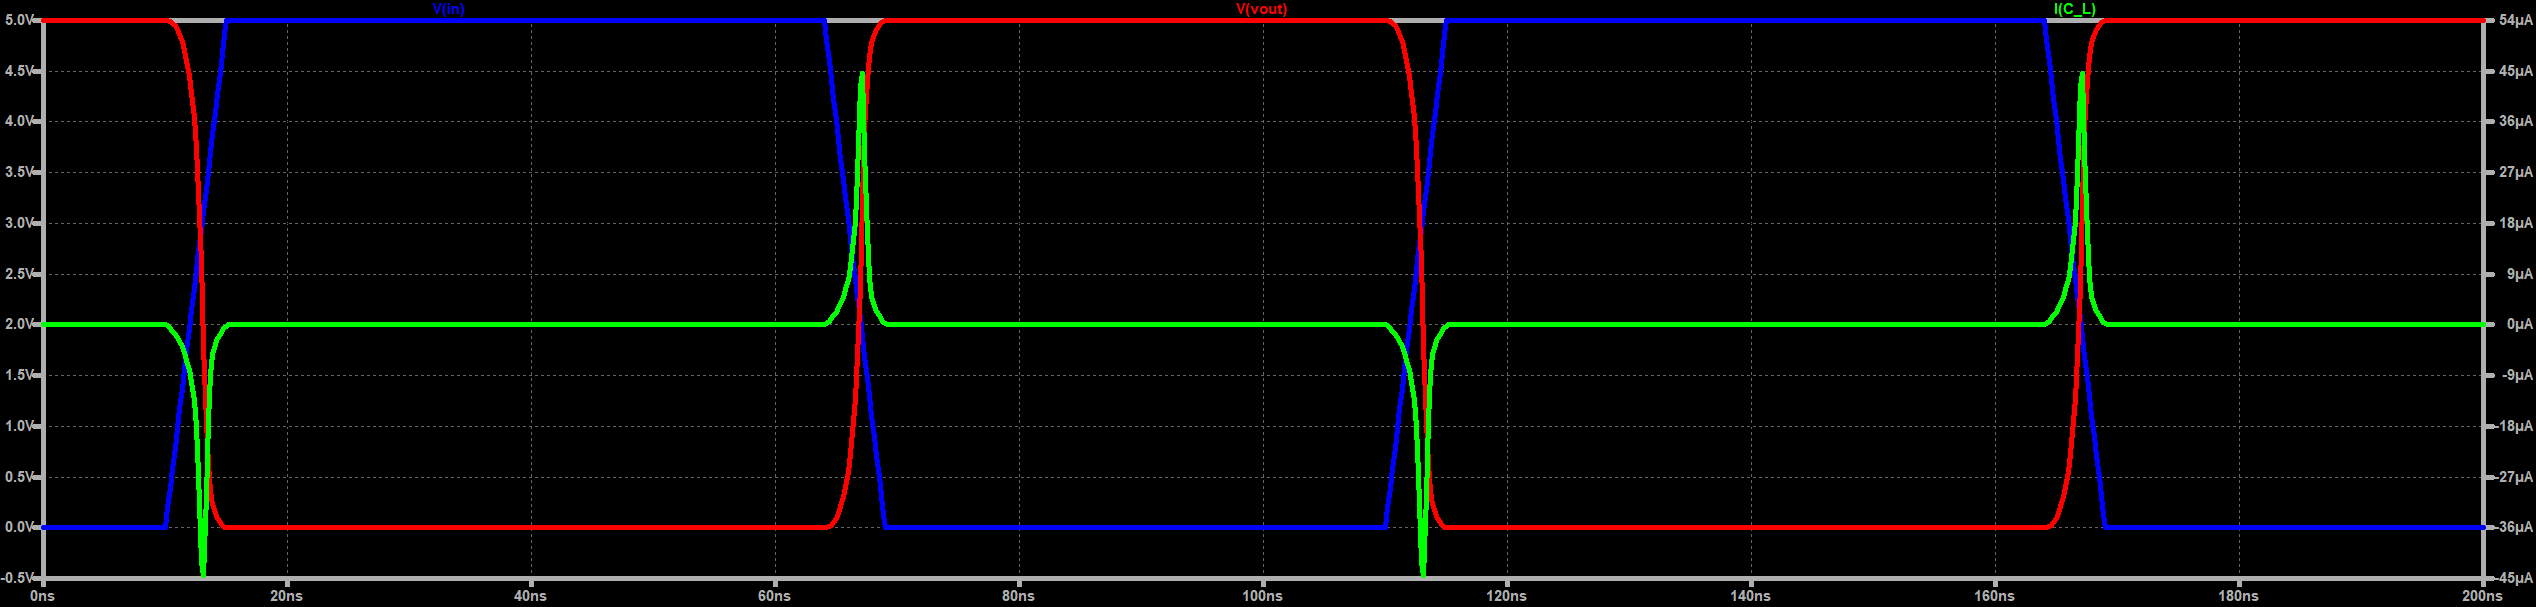 V(in) V(vout) I(C_L)
5.0V 54µA
4.5V 45µA
4.0V 36µA
3.5V 27µA
3.0V 18µA
2.5V 9µA
2.0V 0µA
1.5V -9µA
1.0V -18µA
0.5V -27µA
0.0V -36µA
-0.5V -45µA
0ns 20ns 40ns 60ns 80ns 100ns 120ns 140ns 160ns 180ns 200ns